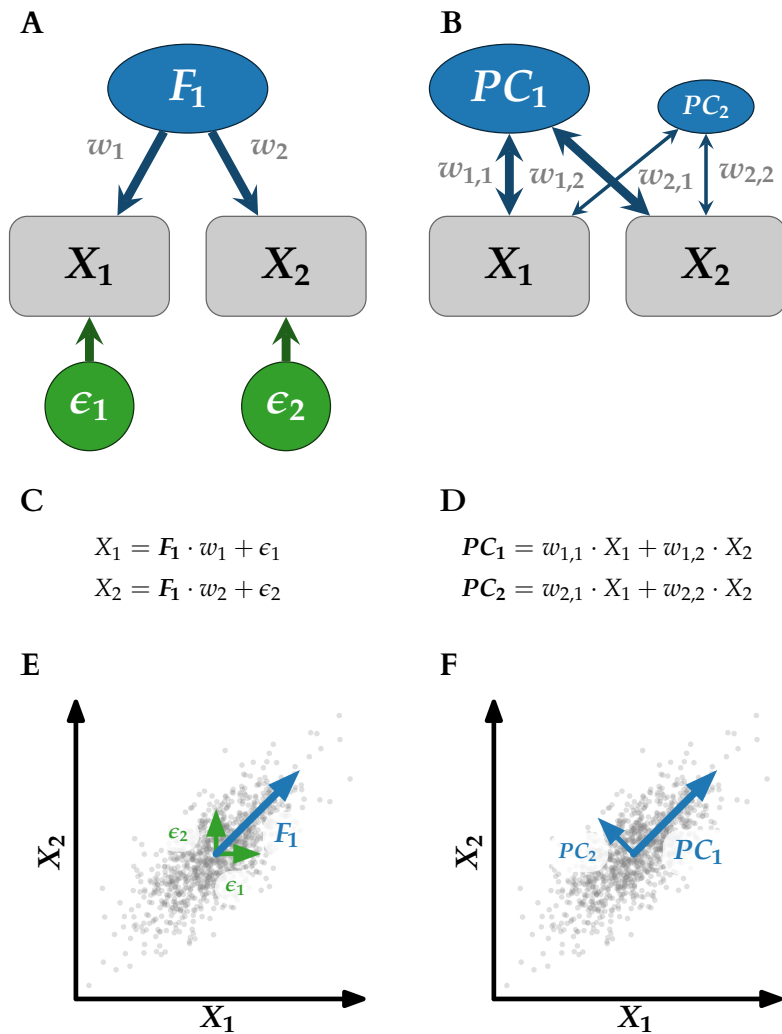 A
F₁
w₁
w₂
X₁
X₂
ϵ₁
ϵ₂
B
PC₁
PC₂
w₁,₁
w₁,₂
w₂,₁
w₂,₂
X₁
X₂
C
X₁ = F₁ · w₁ + ϵ₁
X₂ = F₁ · w₂ + ϵ₂
D
PC₁ = w₁,₁ · X₁ + w₁,₂ · X₂
PC₂ = w₂,₁ · X₁ + w₂,₂ · X₂
E
X₂
ϵ₂
F₁
ϵ₁
X₁
F
X₂
PC₂
PC₁
X₁